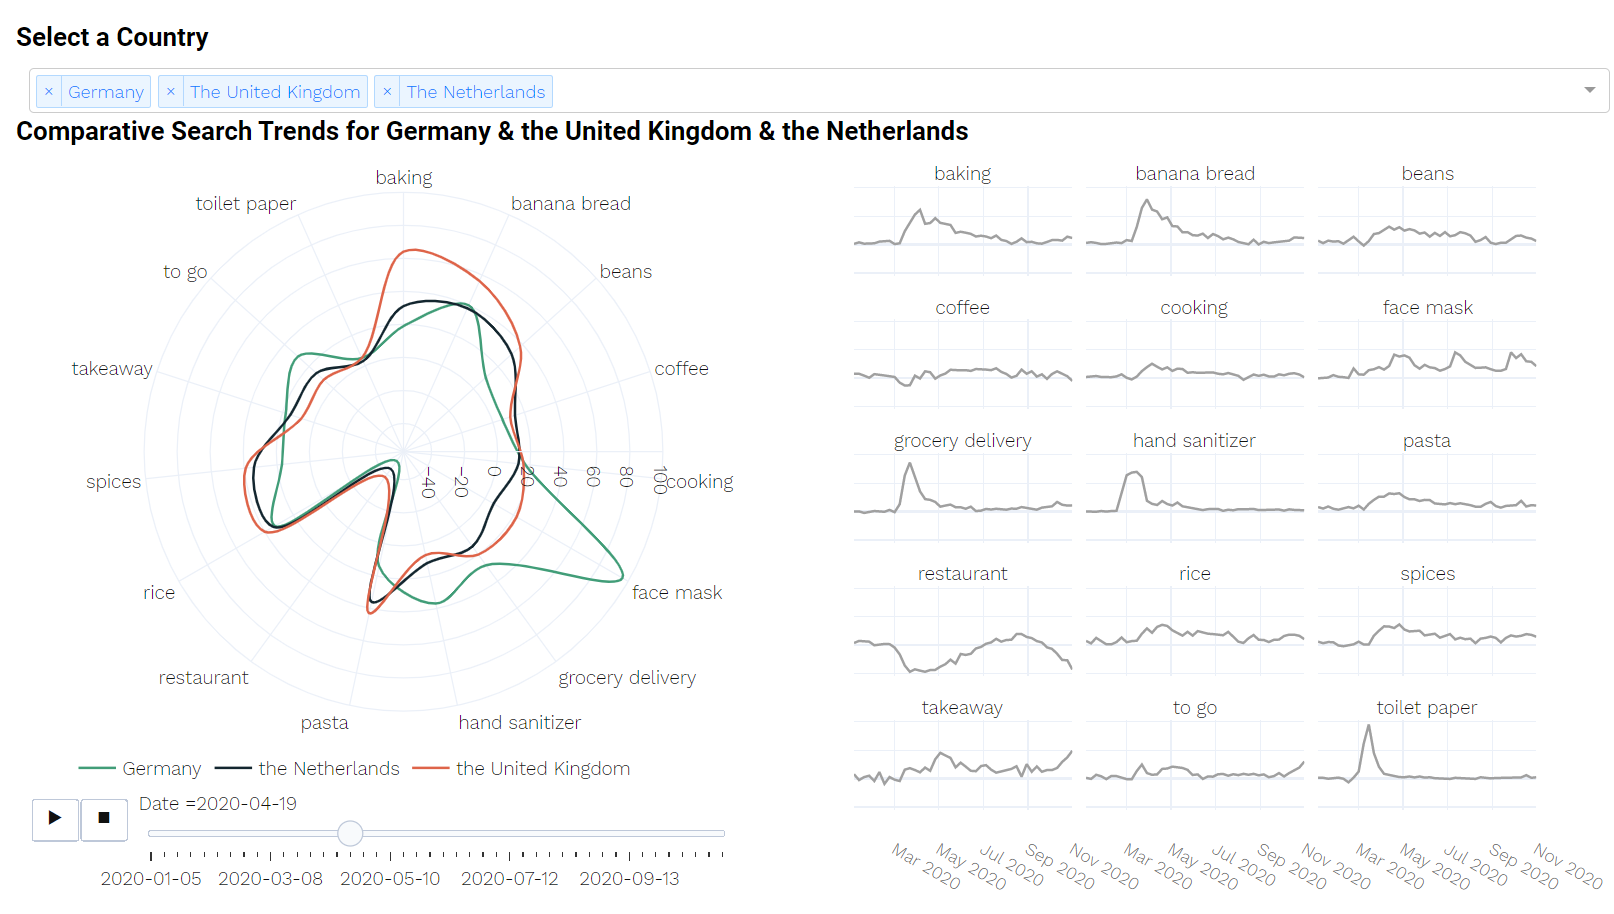 Select a Country
× Germany × The United Kingdom × The Netherlands
Comparative Search Trends for Germany & the United Kingdom & the Netherlands
baking
banana bread
beans
coffee
cooking
face mask
grocery delivery
hand sanitizer
pasta
restaurant
rice
spices
takeaway
to go
toilet paper
−40
−20
0
20
40
60
80
100
Germany the Netherlands the United Kingdom
Date =2020-04-19
2020-01-05 2020-03-08 2020-05-10 2020-07-12 2020-09-13
baking banana bread beans
coffee cooking face mask
grocery delivery hand sanitizer pasta
restaurant rice spices
takeaway to go toilet paper
Mar 2020 May 2020 Jul 2020 Sep 2020 Nov 2020 Mar 2020 May 2020 Jul 2020 Sep 2020 Nov 2020 Mar 2020 May 2020 Jul 2020 Sep 2020 Nov 2020